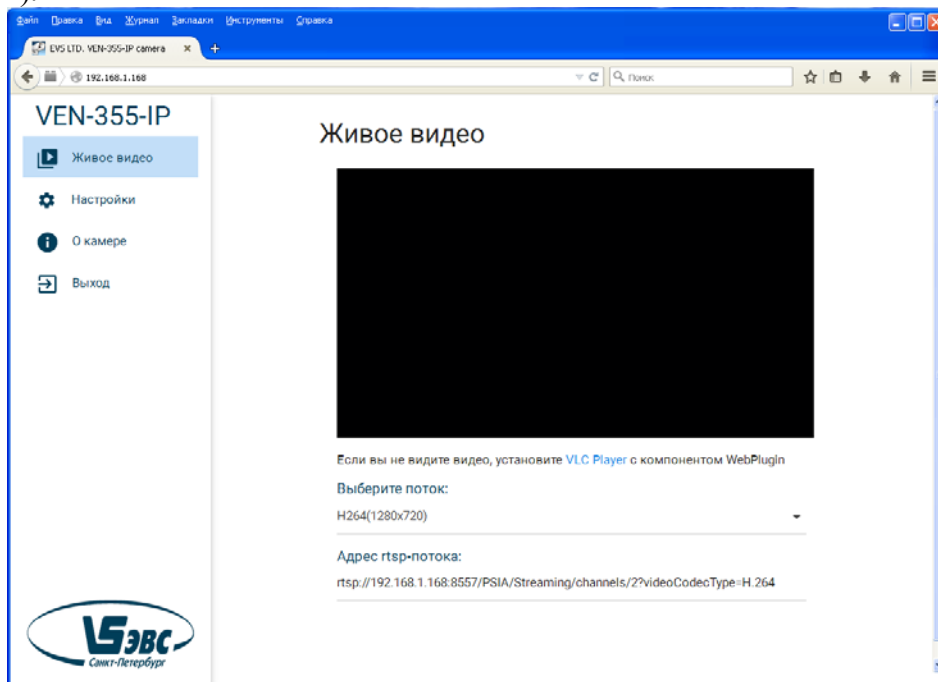 ).
Файл Правка Вид Журнал Закладки Инструменты Справка
EVS LTD. VEN-355-IP camera
192.168.1.168
Поиск
VEN-355-IP
Живое видео
Настройки
О камере
Выход
Живое видео
Если вы не видите видео, установите VLC Player с компонентом WebPlugin
Выберите поток:
H264(1280x720)
Адрес rtsp-потока:
rtsp://192.168.1.168:8557/PSIA/Streaming/channels/2?videoCodecType=H.264
VS ЭВС
Санкт-Петербург